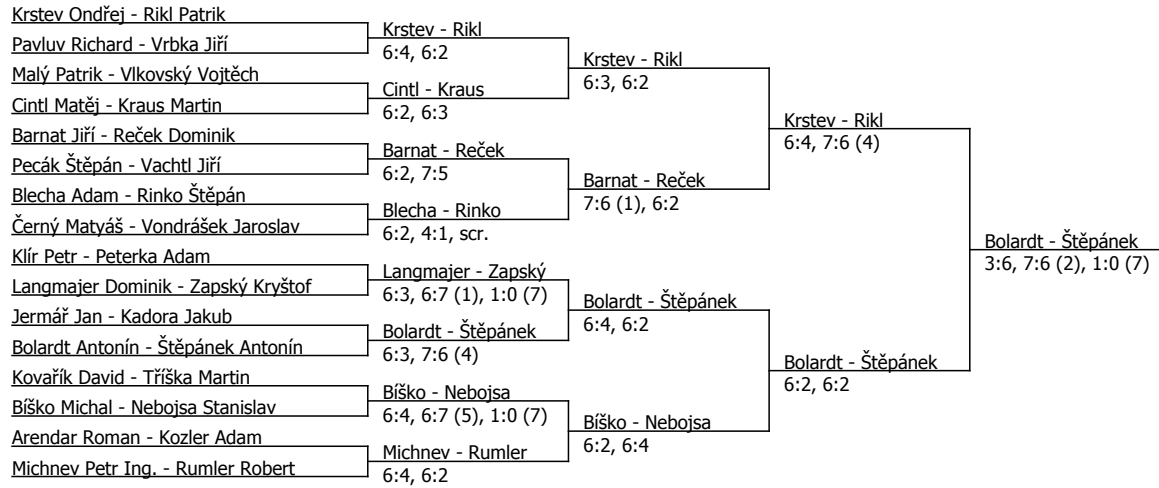 Krstev Ondřej - Rikl Patrik
Pavluv Richard - Vrbka Jiří
Malý Patrik - Vlkovský Vojtěch
Cintl Matěj - Kraus Martin
Barnat Jiří - Reček Dominik
Pecák Štěpán - Vachtl Jiří
Blecha Adam - Rinko Štěpán
Černý Matyáš - Vondrášek Jaroslav
Klír Petr - Peterka Adam
Langmajer Dominik - Zapský Kryštof
Jermář Jan - Kadora Jakub
Bolardt Antonín - Štěpánek Antonín
Kovařík David - Tříška Martin
Bíško Michal - Nebojsa Stanislav
Arendar Roman - Kozler Adam
Michnev Petr Ing. - Rumler Robert
Krstev - Rikl
6:4, 6:2
Cintl - Kraus
6:2, 6:3
Barnat - Reček
6:2, 7:5
Blecha - Rinko
6:2, 4:1, scr.
Langmajer - Zapský
6:3, 6:7 (1), 1:0 (7)
Bolardt - Štěpánek
6:3, 7:6 (4)
Bíško - Nebojsa
6:4, 6:7 (5), 1:0 (7)
Michnev - Rumler
6:4, 6:2
Krstev - Rikl
6:3, 6:2
Barnat - Reček
7:6 (1), 6:2
Bolardt - Štěpánek
6:4, 6:2
Bíško - Nebojsa
6:2, 6:4
Krstev - Rikl
6:4, 7:6 (4)
Bolardt - Štěpánek
6:2, 6:2
Bolardt - Štěpánek
3:6, 7:6 (2), 1:0 (7)